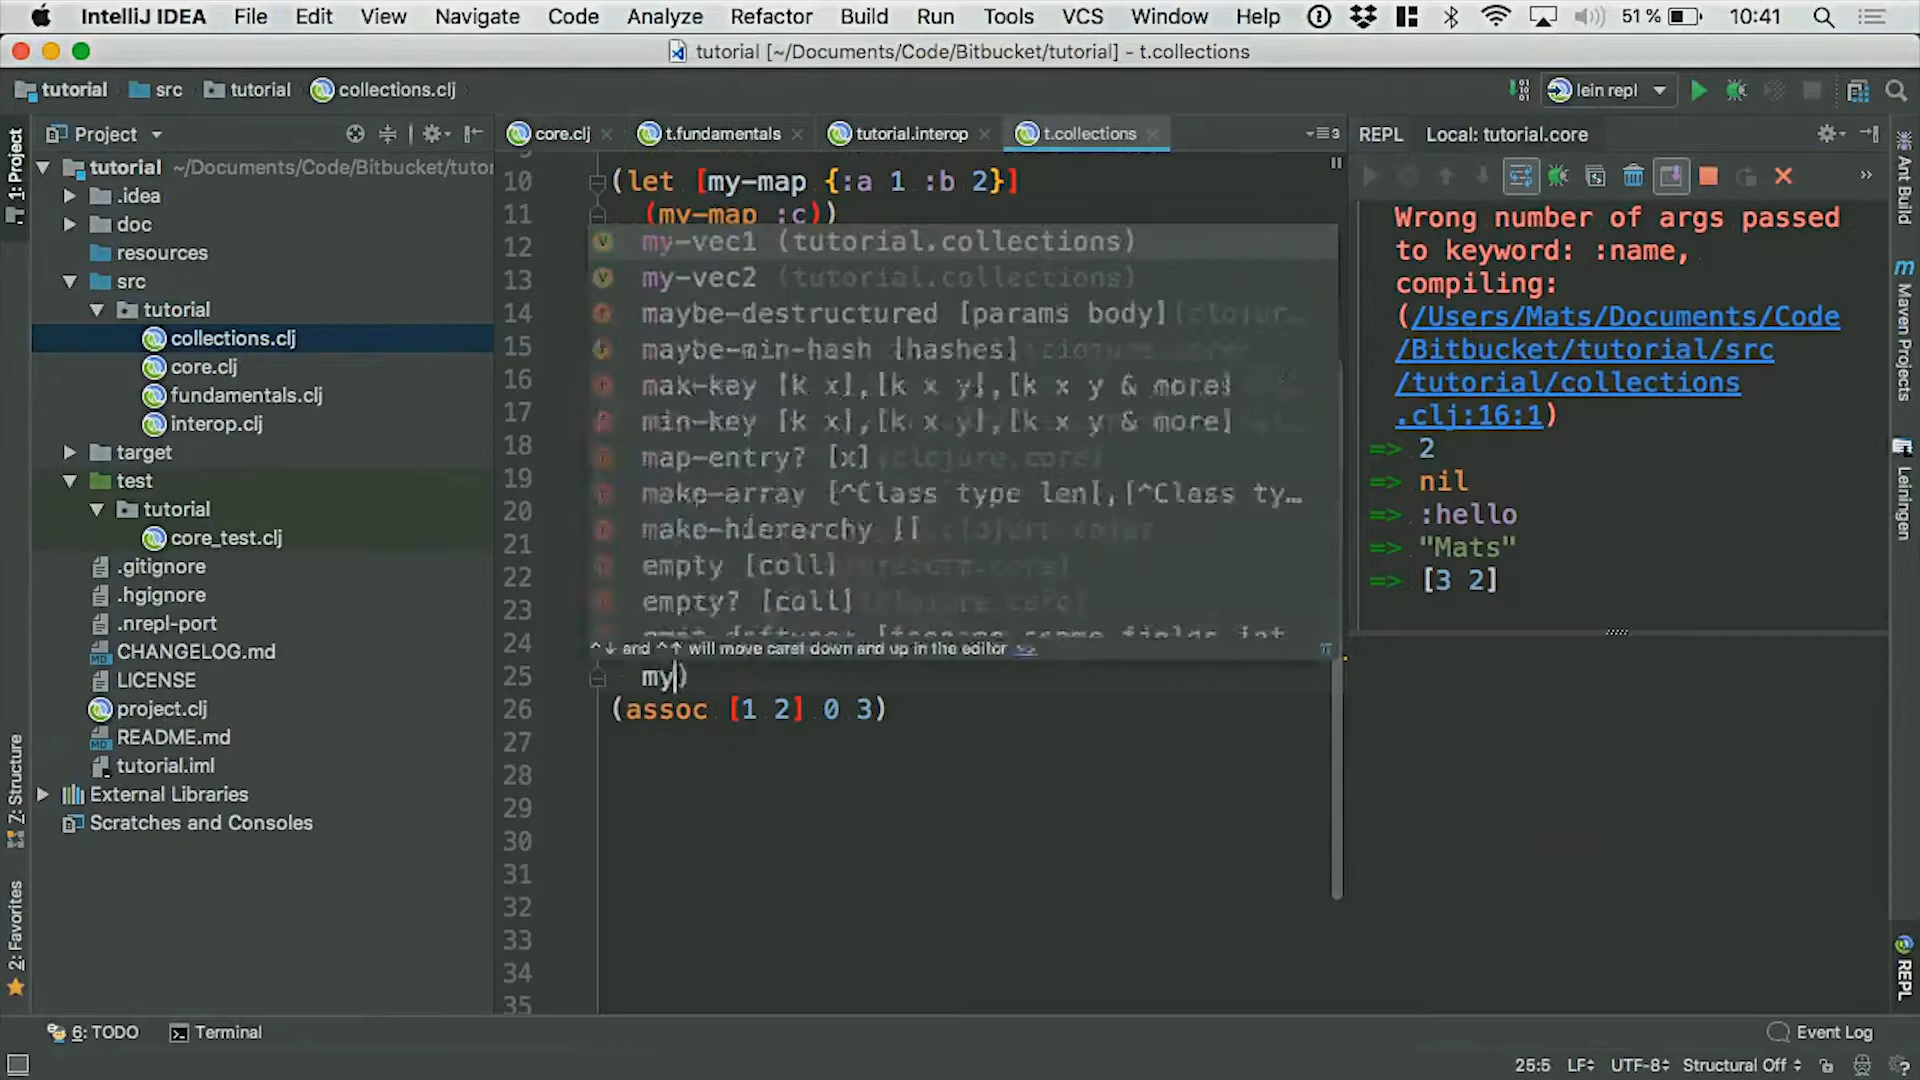 IntelliJ IDEA File Edit View Navigate Code Analyze Refactor Build Run Tools VCS Window Help 51 % 10:41
tutorial [~/Documents/Code/Bitbucket/tutorial] - t.collections
tutorial src tutorial collections.clj lein repl
Project
core.clj t.fundamentals tutorial.interop t.collections 3
REPL Local: tutorial.core
1: Project
7: Structure
2: Favorites
tutorial ~/Documents/Code/Bitbucket/tutor
.idea
doc
resources
src
tutorial
collections.clj
core.clj
fundamentals.clj
interop.clj
target
test
tutorial
core_test.clj
.gitignore
.hgignore
.nrepl-port
CHANGELOG.md
LICENSE
project.clj
README.md
tutorial.iml
External Libraries
Scratches and Consoles
10 (let [my-map {:a 1 :b 2}]
11 (my-map :c))
12 my-vec1 (tutorial.collections)
13 my-vec2 (tutorial.collections)
14 maybe-destructured [params body]
15 maybe-min-hash [hashes]
16 [k x],[k x y],[k x y & more]
17 min-key [k x],[k x y],[k x y & more]
18 map-entry? [x]
19 make-array [^Class type len],[^Class ty…
20 make-hierarchy []
21 empty [coll]
22
23 empty? [coll]
24 ^↓ and ^↑ will move caret down and up in the editor >>
25 my)
26 (assoc [1 2] 0 3)
27
28
29
30
31
32
33
34
35
Wrong number of args passed
to keyword: :name,
compiling:
(/Users/Mats/Documents/Code
/Bitbucket/tutorial/src
/tutorial/collections
.clj:16:1)
=> 2
=> nil
=> :hello
=> "Mats"
=> [3 2]
Ant Build
Maven Projects
Leiningen
REPL
6: TODO Terminal Event Log
25:5 LF UTF-8 Structural Off